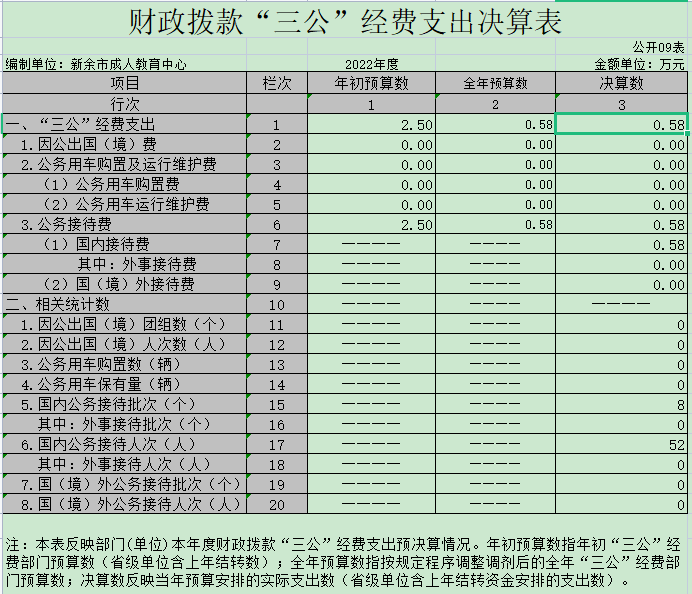 财政拨款“三公”经费支出决算表
公开09表
编制单位：新余市成人教育中心 2022年度 金额单位：万元
项目 栏次 年初预算数 全年预算数 决算数
行次 1 2 3
一、“三公”经费支出 1 2.50 0.58 0.58
1.因公出国（境）费 2 0.00 0.00 0.00
2.公务用车购置及运行维护费 3 0.00 0.00 0.00
（1）公务用车购置费 4 0.00 0.00 0.00
（2）公务用车运行维护费 5 0.00 0.00 0.00
3.公务接待费 6 2.50 0.58 0.58
（1）国内接待费 7 ———— ———— 0.58
其中：外事接待费 8 ———— ———— 0.00
（2）国（境）外接待费 9 ———— ———— 0.00
二、相关统计数 10 ———— ———— ————
1.因公出国（境）团组数（个） 11 ———— ———— 0
2.因公出国（境）人次数（人） 12 ———— ———— 0
3.公务用车购置数（辆） 13 ———— ———— 0
4.公务用车保有量（辆） 14 ———— ———— 0
5.国内公务接待批次（个） 15 ———— ———— 8
其中：外事接待批次（个） 16 ———— ———— 0
6.国内公务接待人次（人） 17 ———— ———— 52
其中：外事接待人次（人） 18 ———— ———— 0
7.国（境）外公务接待批次（个） 19 ———— ———— 0
8.国（境）外公务接待人次（人） 20 ———— ———— 0
注：本表反映部门(单位)本年度财政拨款“三公”经费支出预决算情况。年初预算数指年初“三公”经
费部门预算数（省级单位含上年结转数）；全年预算数指按规定程序调整调剂后的全年“三公”经费部
门预算数；决算数反映当年预算安排的实际支出数（省级单位含上年结转资金安排的支出数）。